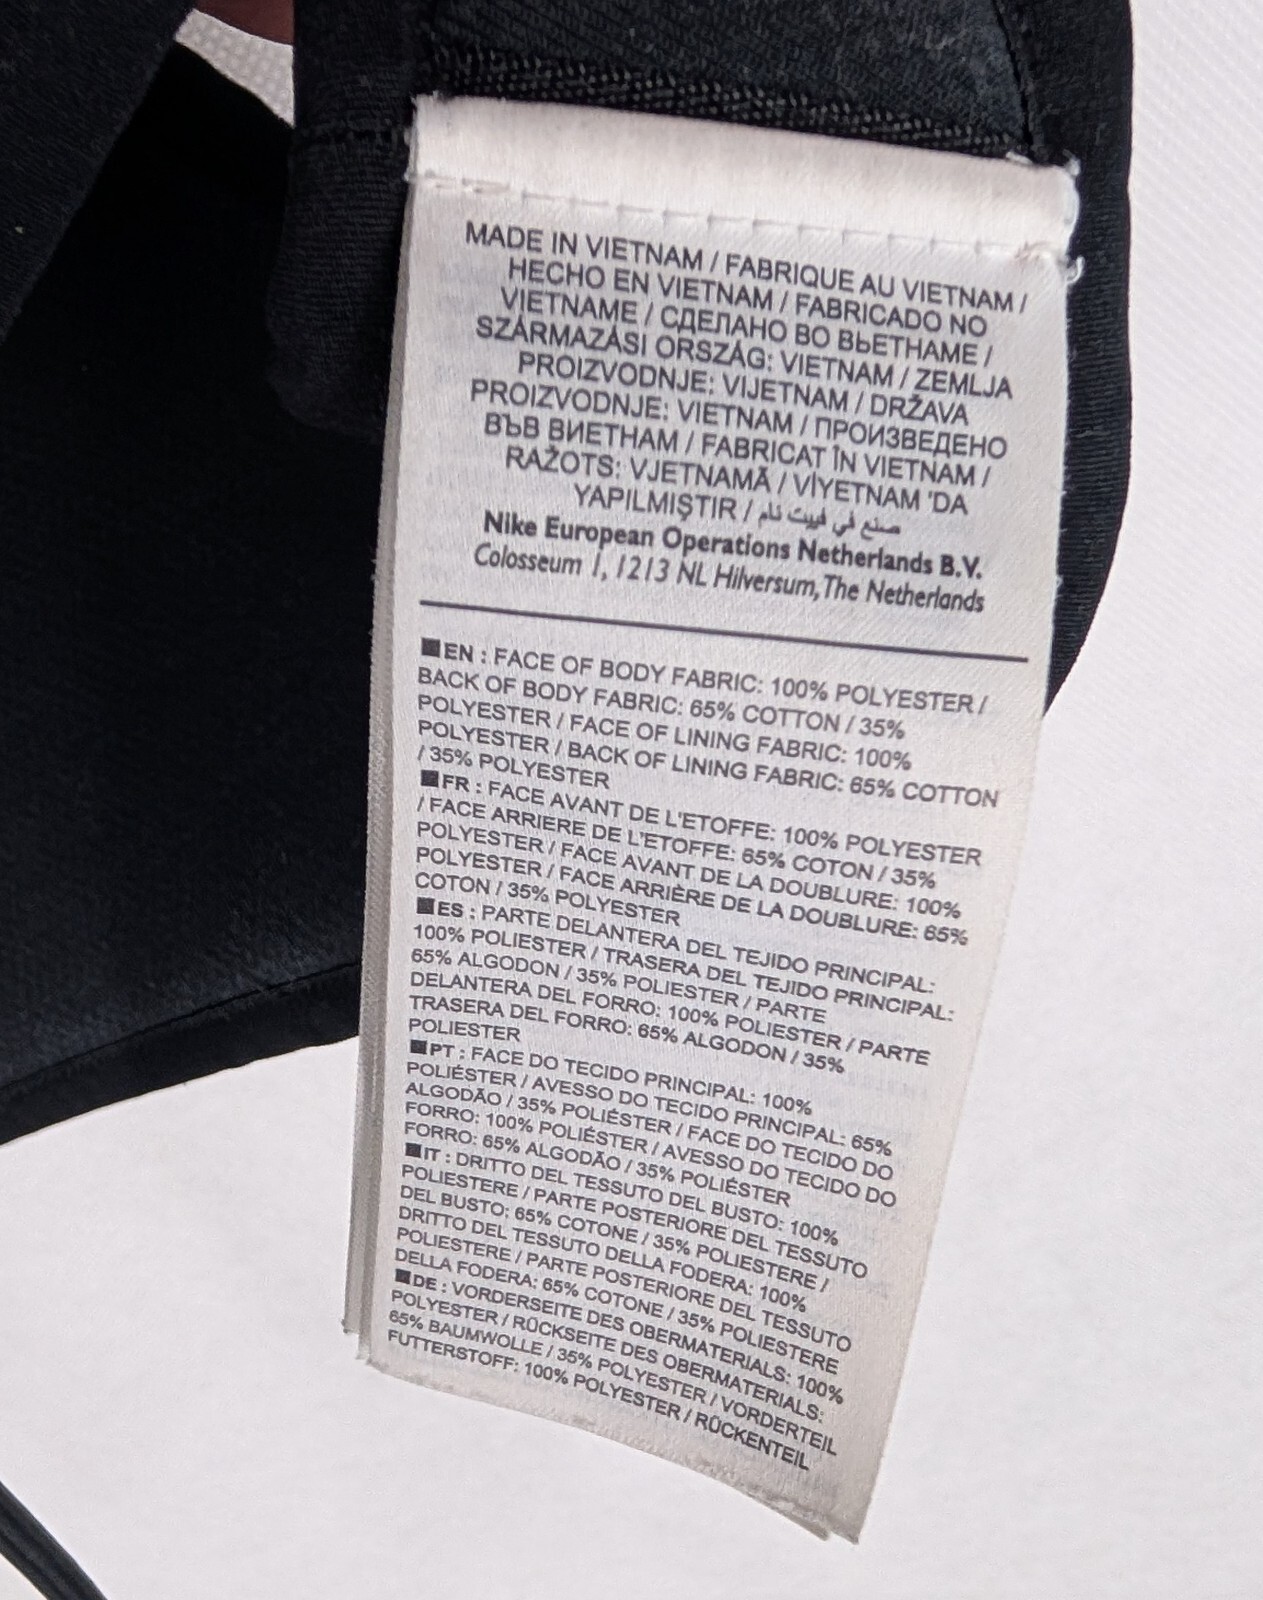 MADE IN VIETNAM / FABRIQUE AU VIETNAM /
HECHO EN VIETNAM / FABRICADO NO
VIETNAME / СДЕЛАНО ВО ВЬЕТНАМЕ /
SZÁRMAZÁSI ORSZÁG: VIETNAM / ZEMLJA
PROIZVODNJE: VIJETNAM / DRŽAVA
PROIZVODNJE: VIETNAM / ПРОИЗВЕДЕНО
ВЪВ ВИЕТНАМ / FABRICAT ÎN VIETNAM /
RAŽOTS: VJETNAMĀ / VİYETNAM 'DA
YAPILMIŞTIR / صنع في فييت نام
Nike European Operations Netherlands B.V.
Colosseum 1, 1213 NL Hilversum, The Netherlands
EN : FACE OF BODY FABRIC: 100% POLYESTER /
BACK OF BODY FABRIC: 65% COTTON / 35%
POLYESTER / FACE OF LINING FABRIC: 100%
POLYESTER / BACK OF LINING FABRIC: 65% COTTON
/ 35% POLYESTER
FR : FACE AVANT DE L'ETOFFE: 100% POLYESTER
/ FACE ARRIERE DE L'ETOFFE: 65% COTON / 35%
POLYESTER / FACE AVANT DE LA DOUBLURE: 100%
POLYESTER / FACE ARRIÈRE DE LA DOUBLURE: 65%
COTON / 35% POLYESTER
ES : PARTE DELANTERA DEL TEJIDO PRINCIPAL:
100% POLIESTER / TRASERA DEL TEJIDO PRINCIPAL:
65% ALGODON / 35% POLIESTER / PARTE
DELANTERA DEL FORRO: 100% POLIESTER / PARTE
TRASERA DEL FORRO: 65% ALGODON / 35%
POLIESTER
PT : FACE DO TECIDO PRINCIPAL: 100%
POLIÉSTER / AVESSO DO TECIDO PRINCIPAL: 65%
ALGODÃO / 35% POLIÉSTER / FACE DO TECIDO DO
FORRO: 100% POLIÉSTER / AVESSO DO TECIDO DO
FORRO: 65% ALGODÃO / 35% POLIÉSTER
IT : DRITTO DEL TESSUTO DEL BUSTO: 100%
POLIESTERE / PARTE POSTERIORE DEL TESSUTO
DEL BUSTO: 65% COTONE / 35% POLIESTERE /
DRITTO DEL TESSUTO DELLA FODERA: 100%
POLIESTERE / PARTE POSTERIORE DEL TESSUTO
DELLA FODERA: 65% COTONE / 35% POLIESTERE
DE : VORDERSEITE DES OBERMATERIALS: 100%
POLYESTER / RÜCKSEITE DES OBERMATERIALS:
65% BAUMWOLLE / 35% POLYESTER / VORDERTEIL
FUTTERSTOFF: 100% POLYESTER / RÜCKENTEIL